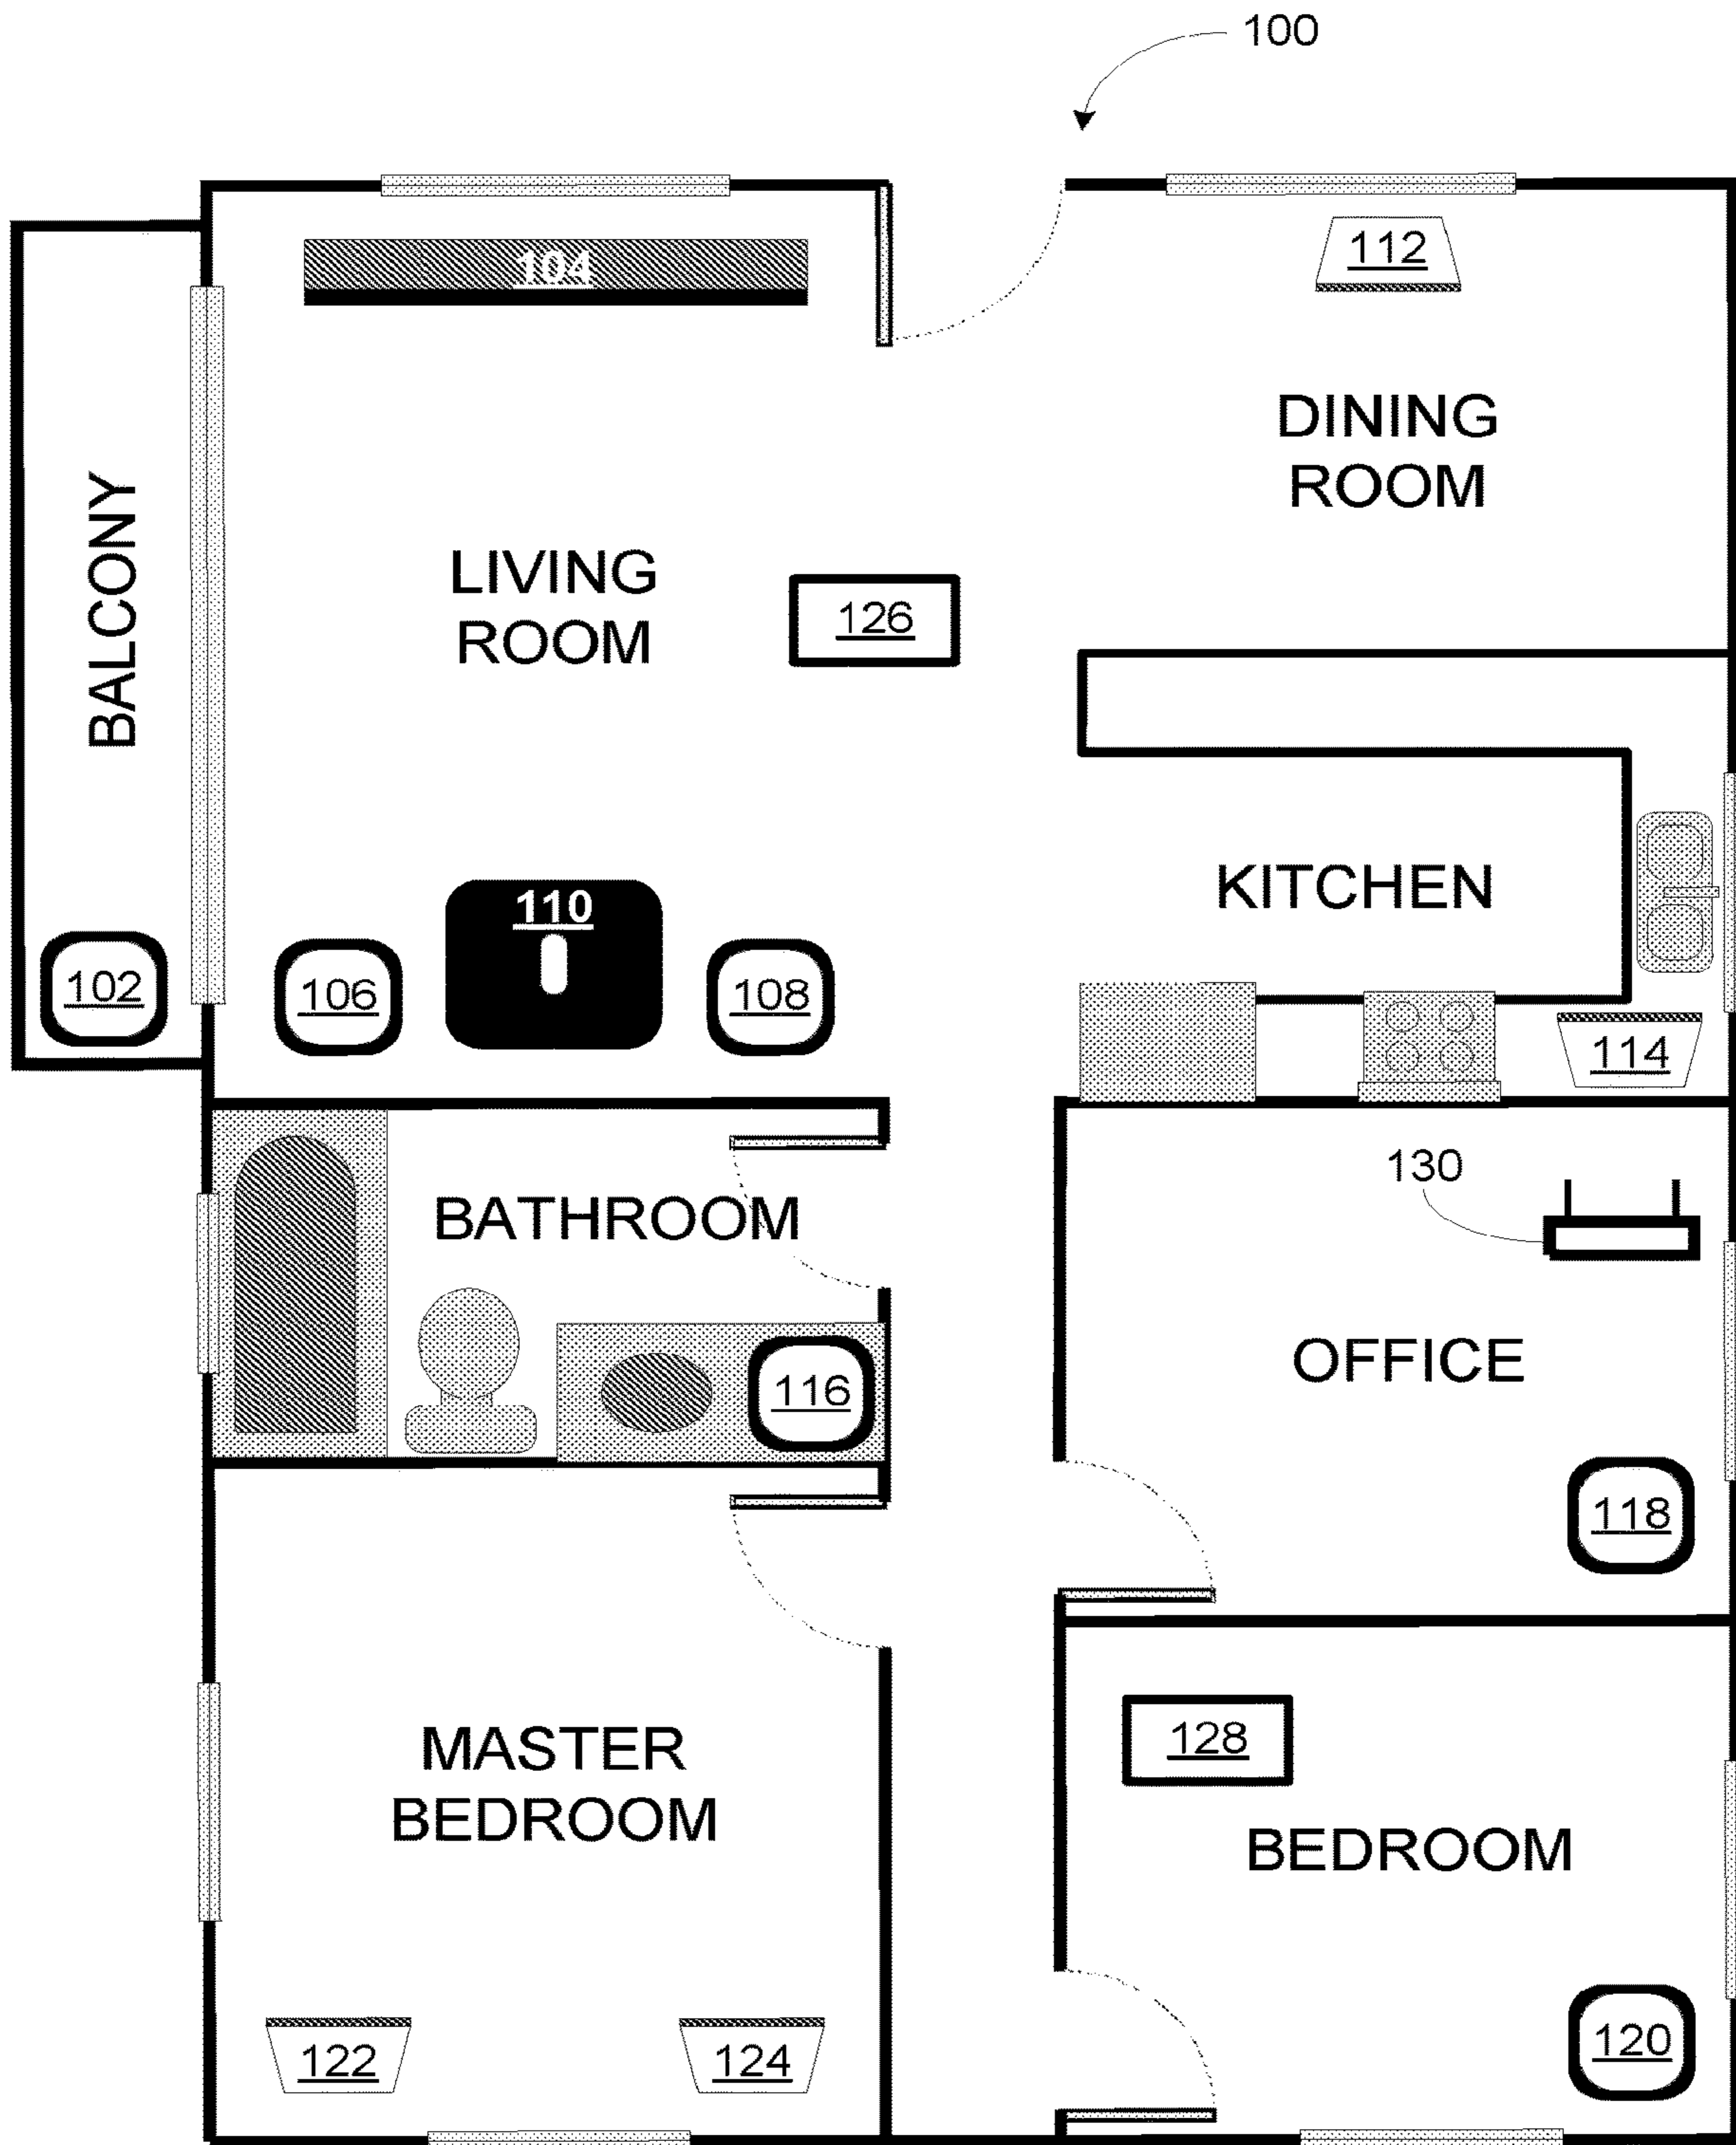 100
104
112
DINING
ROOM
BALCONY
LIVING
ROOM
126
KITCHEN
110
102
106
108
114
130
BATHROOM
OFFICE
116
118
MASTER
BEDROOM
128
BEDROOM
122
124
120